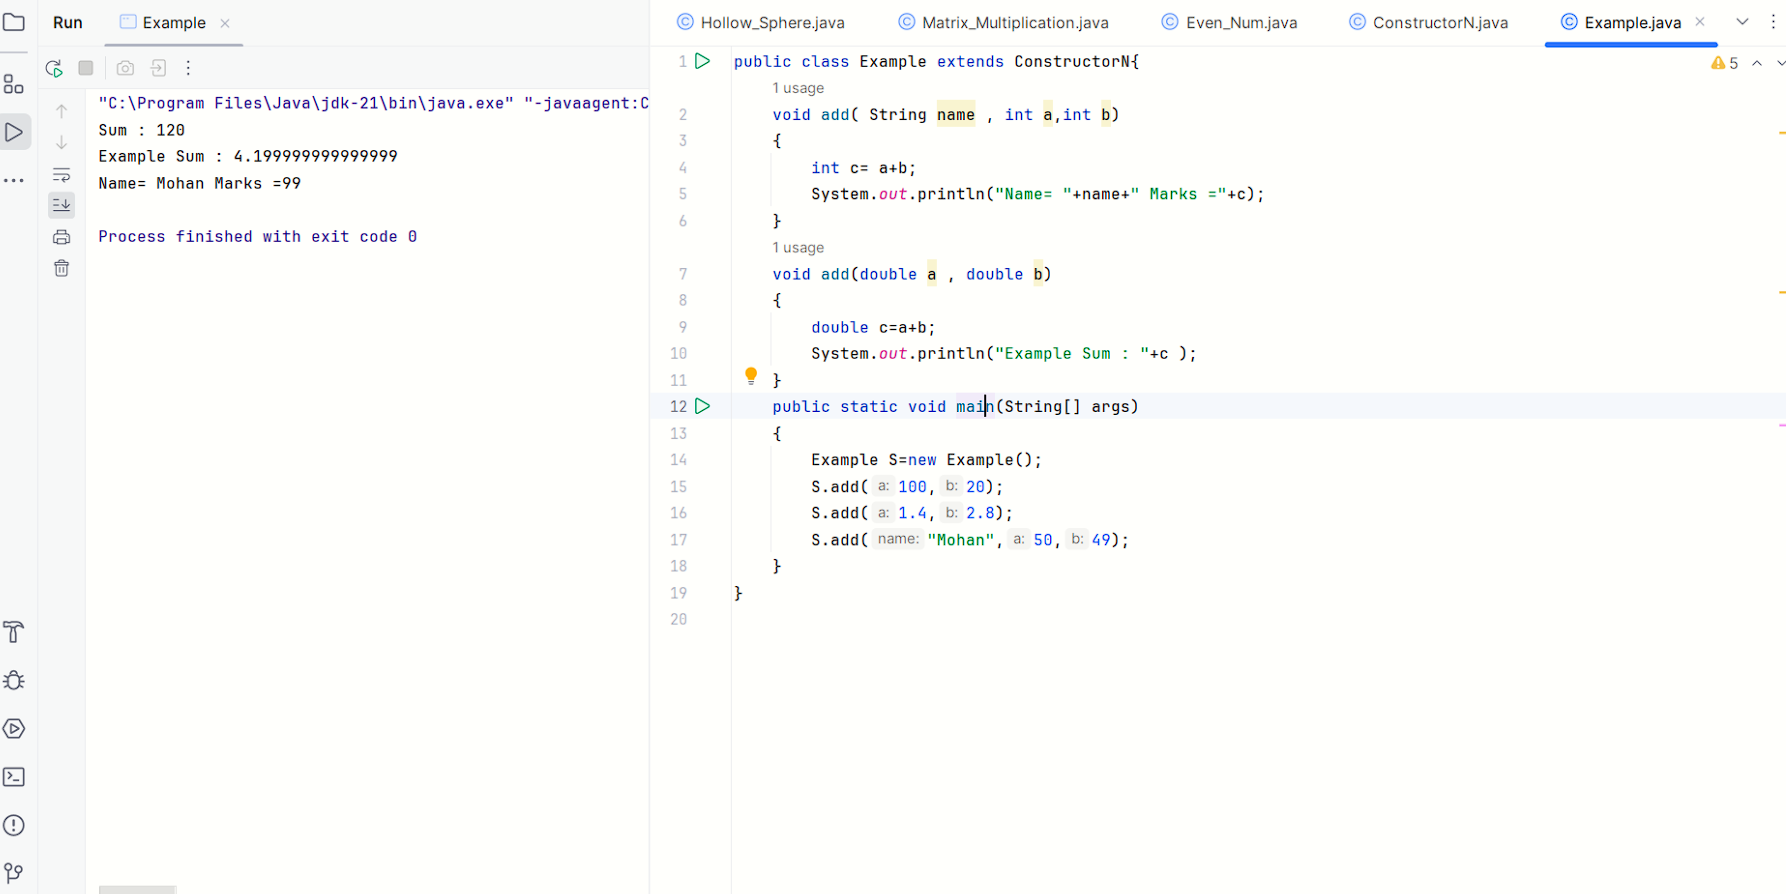 Run Example
"C:\Program Files\Java\jdk-21\bin\java.exe" "-javaagent:C
Sum : 120
Example Sum : 4.199999999999999
Name= Mohan Marks =99
Process finished with exit code 0
Hollow_Sphere.java Matrix_Multiplication.java Even_Num.java ConstructorN.java Example.java
5
1 public class Example extends ConstructorN{
1 usage
2 void add( String name , int a,int b)
3 {
4 int c= a+b;
5 System.out.println("Name= "+name+" Marks ="+c);
6 }
1 usage
7 void add(double a , double b)
8 {
9 double c=a+b;
10 System.out.println("Example Sum : "+c );
11 }
12 public static void main(String[] args)
13 {
14 Example S=new Example();
15 S.add( a: 100, b: 20);
16 S.add( a: 1.4, b: 2.8);
17 S.add( name: "Mohan", a: 50, b: 49);
18 }
19 }
20